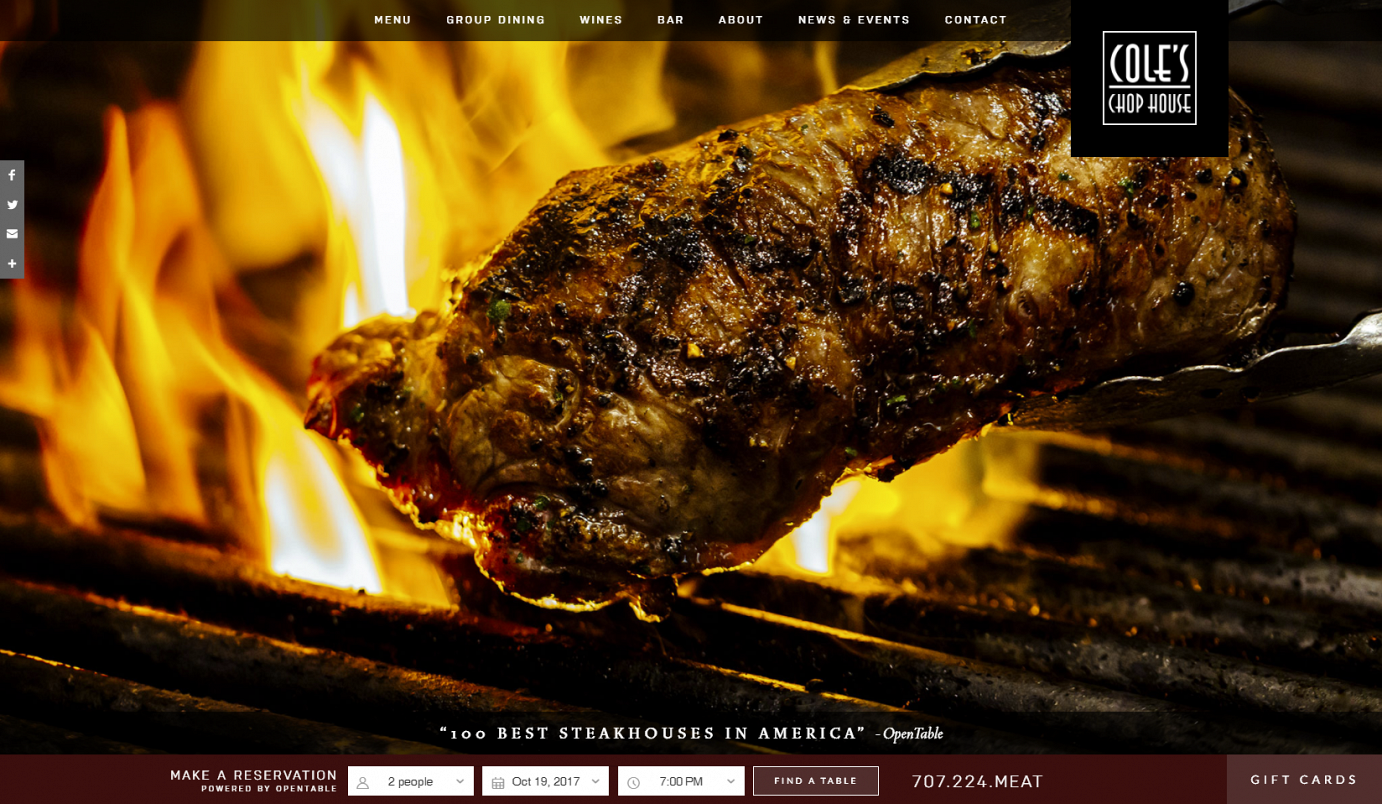 MENU GROUP DINING WINES BAR ABOUT NEWS & EVENTS CONTACT
COLE'S
CHOP HOUSE
“100 BEST STEAKHOUSES IN AMERICA” - OpenTable
MAKE A RESERVATION
POWERED BY OPENTABLE
2 people Oct 19, 2017 7:00 PM FIND A TABLE 707.224.MEAT GIFT CARDS